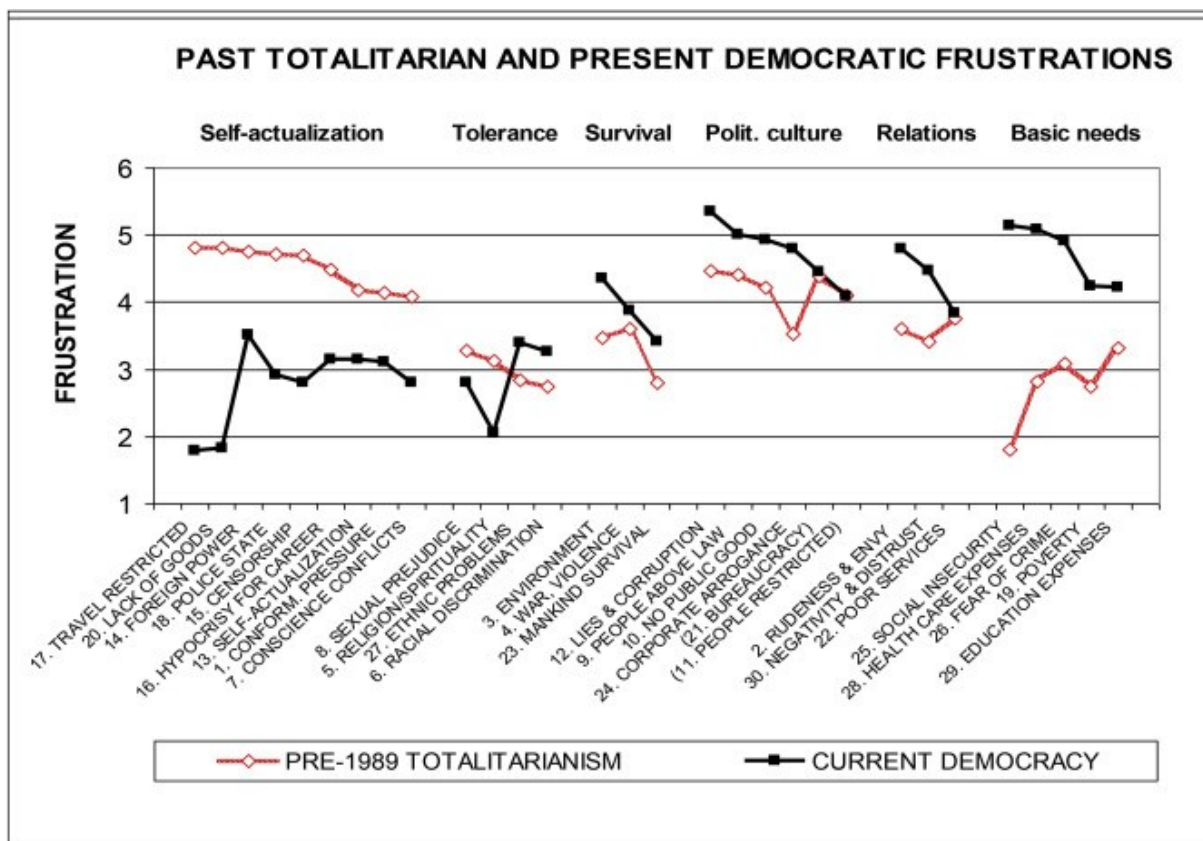 PAST TOTALITARIAN AND PRESENT DEMOCRATIC FRUSTRATIONS
Self-actualization
Tolerance
Survival
Polit. culture
Relations
Basic needs
FRUSTRATION
6
5
4
3
2
1
17. TRAVEL RESTRICTED
20. LACK OF GOODS
14. FOREIGN POWER
18. POLICE STATE
15. CENSORSHIP
16. HYPOCRISY FOR CAREER
13. SELF-ACTUALIZATION
1. CONFORM. PRESSURE
7. CONSCIENCE CONFLICTS
8. SEXUAL PREJUDICE
5. RELIGION/SPIRITUALITY
27. ETHNIC PROBLEMS
6. RACIAL DISCRIMINATION
3. ENVIRONMENT
4. WAR, VIOLENCE
23. MANKIND SURVIVAL
12. LIES & CORRUPTION
9. PEOPLE ABOVE LAW
10. NO PUBLIC GOOD
24. CORPORATE ARROGANCE
(21. BUREAUCRACY)
(11. PEOPLE RESTRICTED)
2. RUDENESS & ENVY
30. NEGATIVITY & DISTRUST
22. POOR SERVICES
25. SOCIAL INSECURITY
28. HEALTH CARE EXPENSES
26. FEAR OF CRIME
19. POVERTY
29. EDUCATION EXPENSES
PRE-1989 TOTALITARIANISM
CURRENT DEMOCRACY